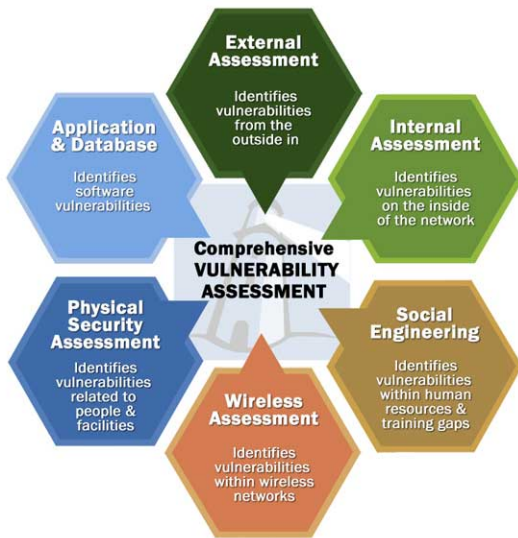 External
Assessment
Identifies
vulnerabilities
from the
outside in
Internal
Assessment
Identifies
vulnerabilities
on the inside
of the network
Social
Engineering
Identifies
vulnerabilities
within human
resources &
training gaps
Wireless
Assessment
Identifies
vulnerabilities
within wireless
networks
Physical
Security
Assessment
Identifies
vulnerabilities
related to
people &
facilities
Application
& Database
Identifies
software
vulnerabilities
Comprehensive
VULNERABILITY
ASSESSMENT